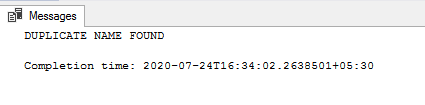 Messages
DUPLICATE NAME FOUND
Completion time: 2020-07-24T16:34:02.2638501+05:30